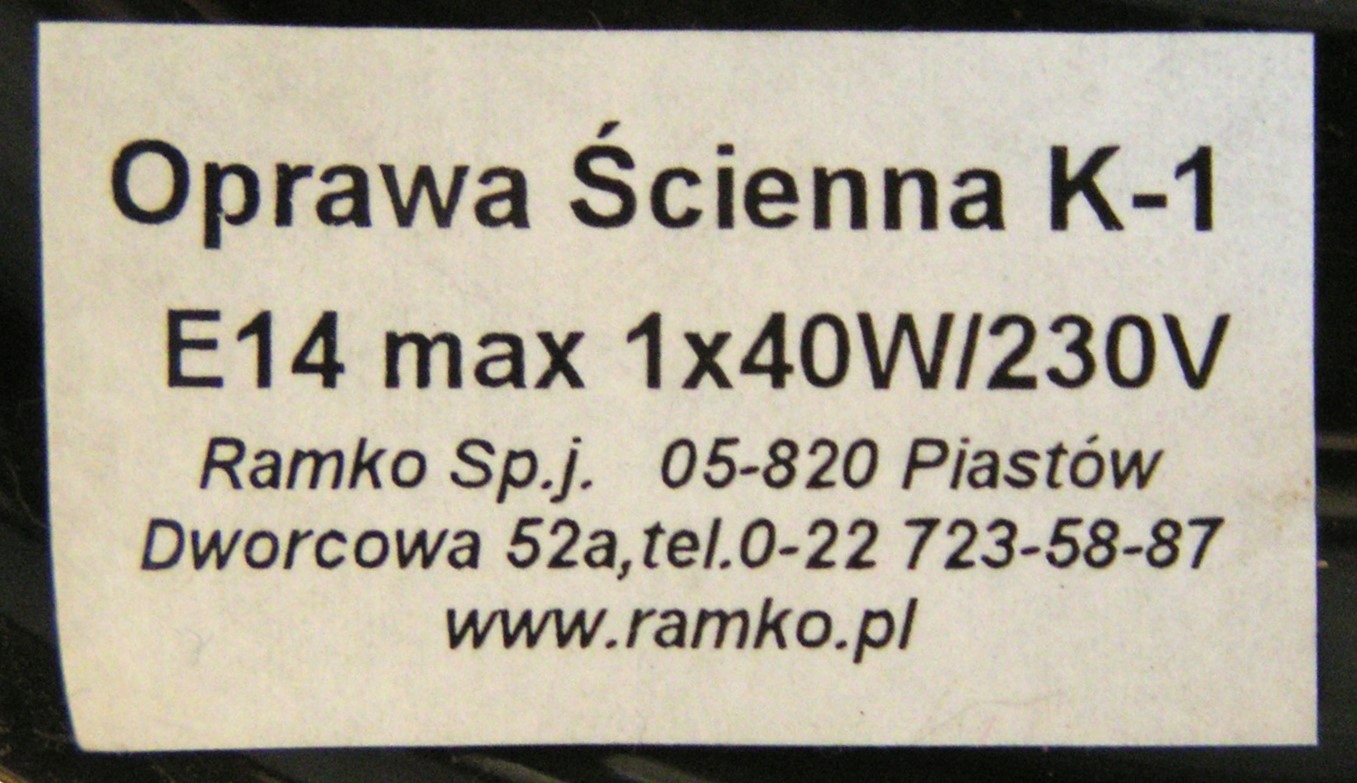 Oprawa Ścienna K-1
E14 max 1x40W/230V
Ramko Sp.j. 05-820 Piastów
Dworcowa 52a,tel.0-22 723-58-87
www.ramko.pl